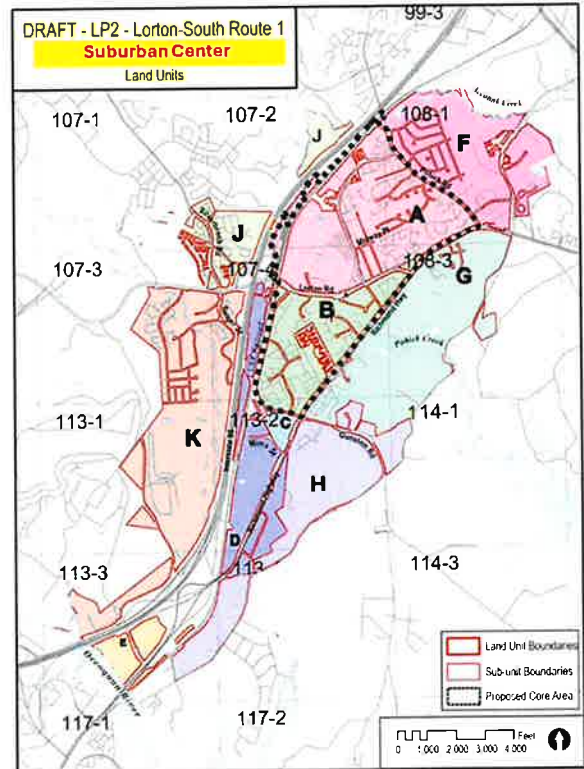 DRAFT - LP2 - Lorton-South Route 1
Suburban Center
Land Units
99-3
107-1
107-2
108-1
J
F
A
J
107-3
107-4
108-3
Lorton Rd
G
B
Pohick Creek
113-1
113-2
C
114-1
K
H
D
113-3
113
114-3
E
117-1
117-2
Land Unit Boundaries
Sub-unit Boundaries
Proposed Core Area
Feet
0 1,000 2,000 3,000 4,000